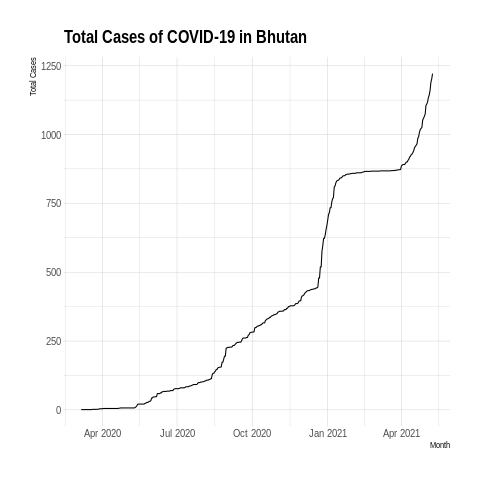 Total Cases of COVID-19 in Bhutan
Total Cases
1250
1000
750
500
250
0
Apr 2020
Jul 2020
Oct 2020
Jan 2021
Apr 2021
Month